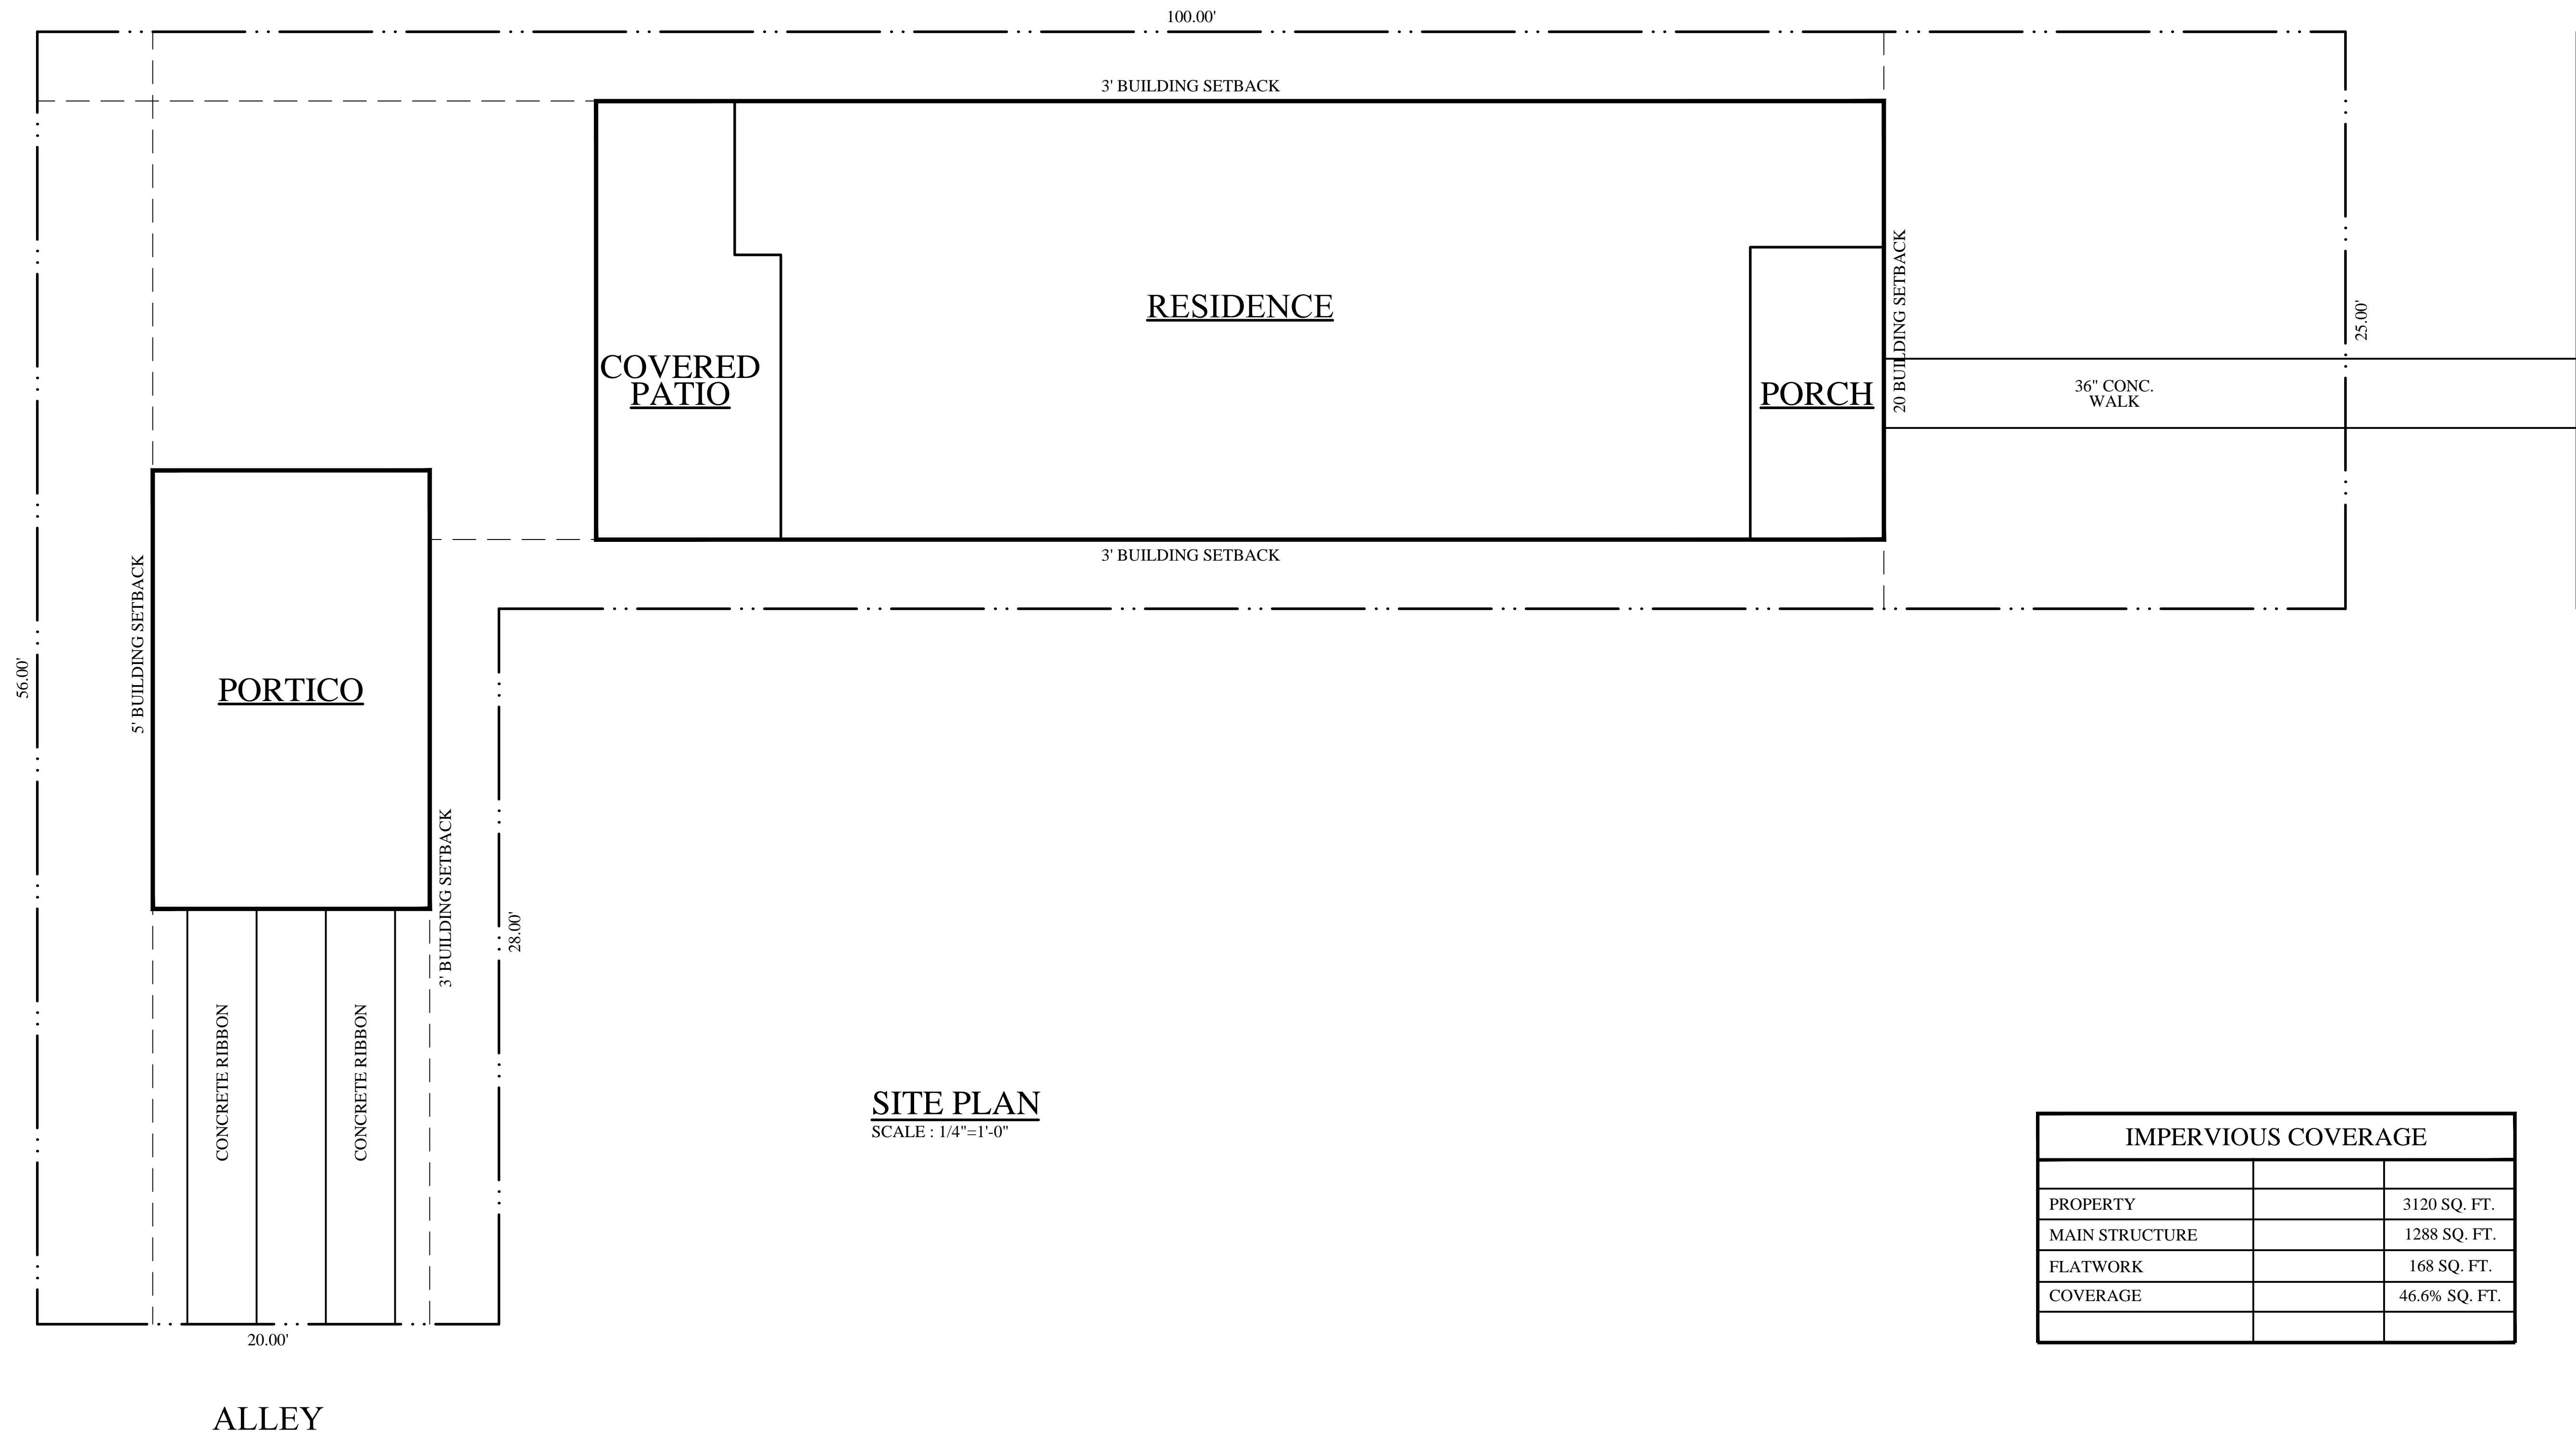 100.00'
3' BUILDING SETBACK
20 BUILDING SETBACK
25.00'
RESIDENCE
COVERED
PATIO
PORCH
36" CONC.
WALK
3' BUILDING SETBACK
5' BUILDING SETBACK
56.00'
PORTICO
3' BUILDING SETBACK
28.00'
CONCRETE RIBBON
CONCRETE RIBBON
SITE PLAN
SCALE : 1/4"=1'-0"
IMPERVIOUS COVERAGE
PROPERTY 3120 SQ. FT.
MAIN STRUCTURE 1288 SQ. FT.
FLATWORK 168 SQ. FT.
COVERAGE 46.6% SQ. FT.
20.00'
ALLEY